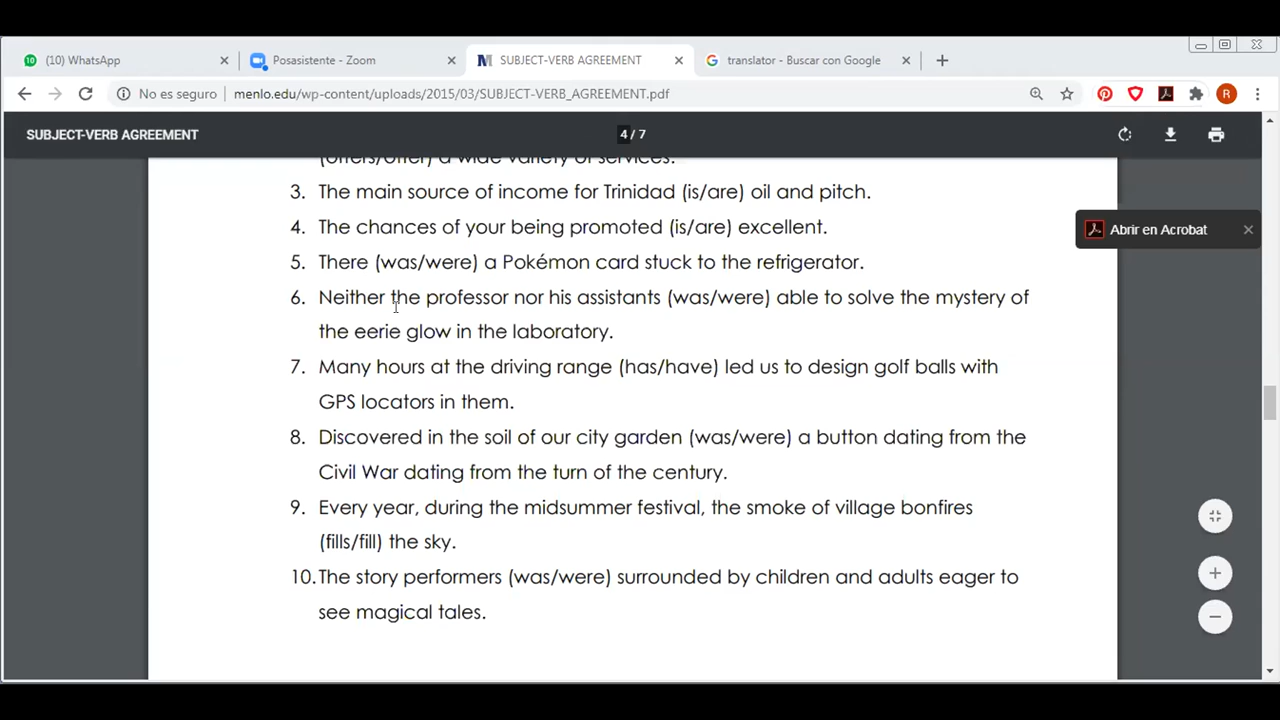 (10) WhatsApp
Posasistente - Zoom
SUBJECT-VERB AGREEMENT
translator - Buscar con Google
No es seguro
menlo.edu/wp-content/uploads/2015/03/SUBJECT-VERB_AGREEMENT.pdf
SUBJECT-VERB AGREEMENT
4 / 7
(offers/offer) a wide variety of services.
3. The main source of income for Trinidad (is/are) oil and pitch.
4. The chances of your being promoted (is/are) excellent.
Abrir en Acrobat
5. There (was/were) a Pokémon card stuck to the refrigerator.
6. Neither the professor nor his assistants (was/were) able to solve the mystery of
the eerie glow in the laboratory.
7. Many hours at the driving range (has/have) led us to design golf balls with
GPS locators in them.
8. Discovered in the soil of our city garden (was/were) a button dating from the
Civil War dating from the turn of the century.
9. Every year, during the midsummer festival, the smoke of village bonfires
(fills/fill) the sky.
10. The story performers (was/were) surrounded by children and adults eager to
see magical tales.